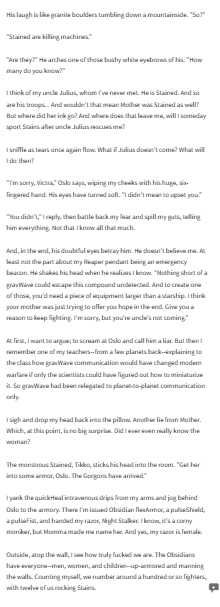 His laugh is like granite boulders tumbling down a mountainside. "So?"
"Stained are killing machines."
"Are they?" He arches one of those bushy white eyebrows of his. "How
many do you know?"
I think of my uncle Julius, whom I've never met. He is Stained. And so
are his troops... And wouldn't that mean Mother was Stained as well?
But where did her ink go? And where does that leave me, will I someday
sport Stains after uncle Julius rescues me?
I sniffle as tears once again flow. What if Julius doesn't come? What will
I do then?
"I'm sorry, Victra," Oslo says, wiping my cheeks with his huge, six-
fingered hand. His eyes have turned soft. "I didn't mean to upset you."
"You didn't," I reply, then battle back my fear and spill my guts, telling
him everything. Not that I know all that much.
And, in the end, his doubtful eyes betray him. He doesn't believe me. At
least not the part about my Reaper pendant being an emergency
beacon. He shakes his head when he realizes I know. "Nothing short of a
gravWave could escape this compound undetected. And to create one
of those, you'd need a piece of equipment larger than a starship. I think
your mother was just trying to offer you hope in the end. Give you a
reason to keep fighting. I'm sorry, but you're uncle's not coming."
At first, I want to argue; to scream at Oslo and call him a liar. But then I
remember one of my teachers--from a few planets back--explaining to
the class how gravWave communication would have changed modern
warfare if only the scientists could have figured out how to miniaturize
it. So gravWave had been relegated to planet-to-planet communication
only.
I sigh and drop my head back into the pillow. Another lie from Mother.
Which, at this point, is no big surprise. Did I ever even really know the
woman?
The monstrous Stained, Tikko, sticks his head into the room. "Get her
into some armor, Oslo. The Gorgons have arrived."
I yank the quickHeal intravenous drips from my arms and jog behind
Oslo to the armory. There I'm issued Obsidian flexArmor, a pulseShield,
a pulseFist, and handed my razor, Night Stalker. I know, it's a corny
moniker, but Momma made me name her. And yes, my razor is female.
Outside, atop the wall, I see how truly fucked we are. The Obsidians
have everyone--men, women, and children--up-armored and manning
the walls. Counting myself, we number around a hundred or so fighters,
with twelve of us rocking Stains.